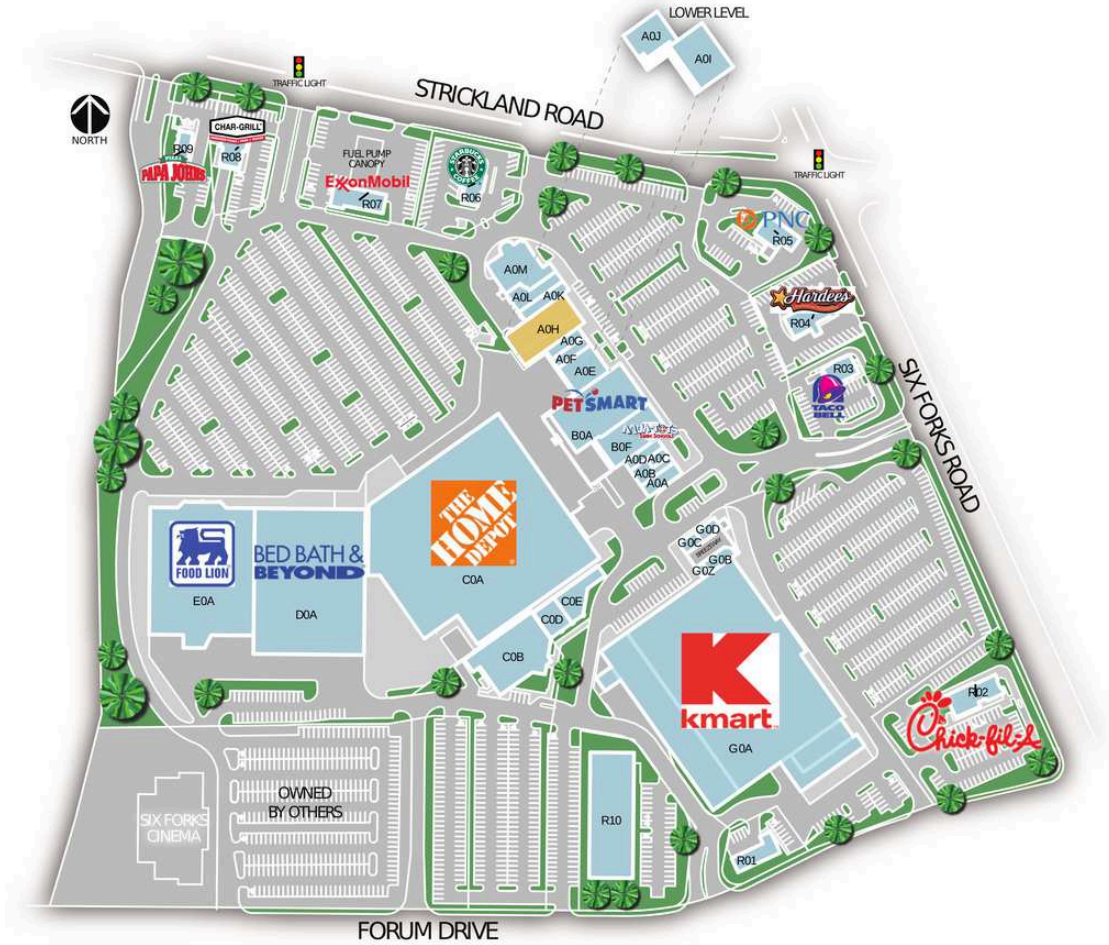 LOWER LEVEL
A0J
A0I
TRAFFIC LIGHT
STRICKLAND ROAD
NORTH
CHAR-GRILL
R09
R08
PIZZA
PAPA JOHN'S
FUEL PUMP
CANOPY
ExxonMobil
R07
STARBUCKS
COFFEE
R06
TRAFFIC LIGHT
PNC
R05
Hardee's
R04
R03
TACO
BELL
SIX FORKS ROAD
A0M
A0L
A0K
A0H
A0G
A0F
A0E
PETSMART
B0A
B0F
A0D
A0C
A0B
A0A
G0D
G0C
BREEZEWAY
G0B
G0Z
THE
HOME
DEPOT
C0A
FOOD LION
E0A
BED BATH &
BEYOND
D0A
C0E
C0D
C0B
K
kmart
G0A
R02
Chick-fil-A
OWNED
BY OTHERS
SIX FORKS
CINEMA
R10
R01
FORUM DRIVE